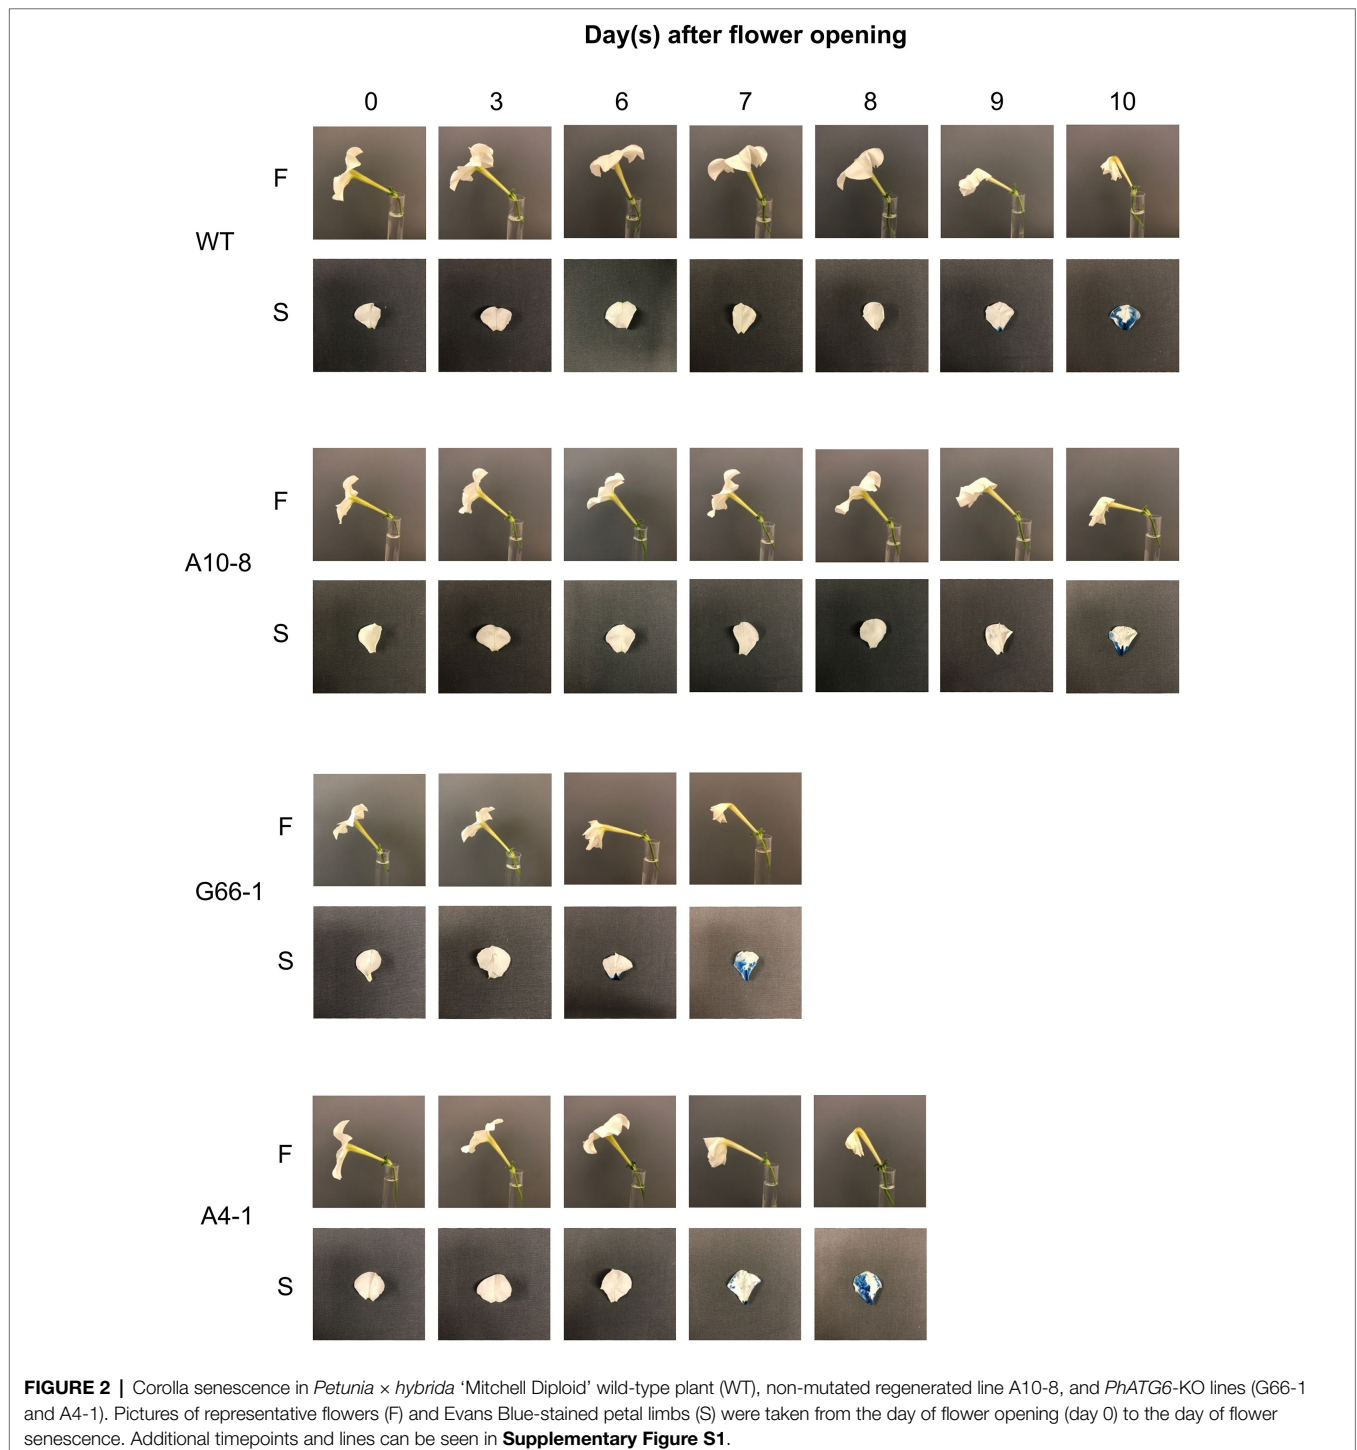 Day(s) after flower opening
0 3 6 7 8 9 10
F
WT
S
F
A10-8
S
F
G66-1
S
F
A4-1
S
FIGURE 2 | Corolla senescence in Petunia × hybrida ‘Mitchell Diploid’ wild-type plant (WT), non-mutated regenerated line A10-8, and PhATG6-KO lines (G66-1
and A4-1). Pictures of representative flowers (F) and Evans Blue-stained petal limbs (S) were taken from the day of flower opening (day 0) to the day of flower
senescence. Additional timepoints and lines can be seen in Supplementary Figure S1.